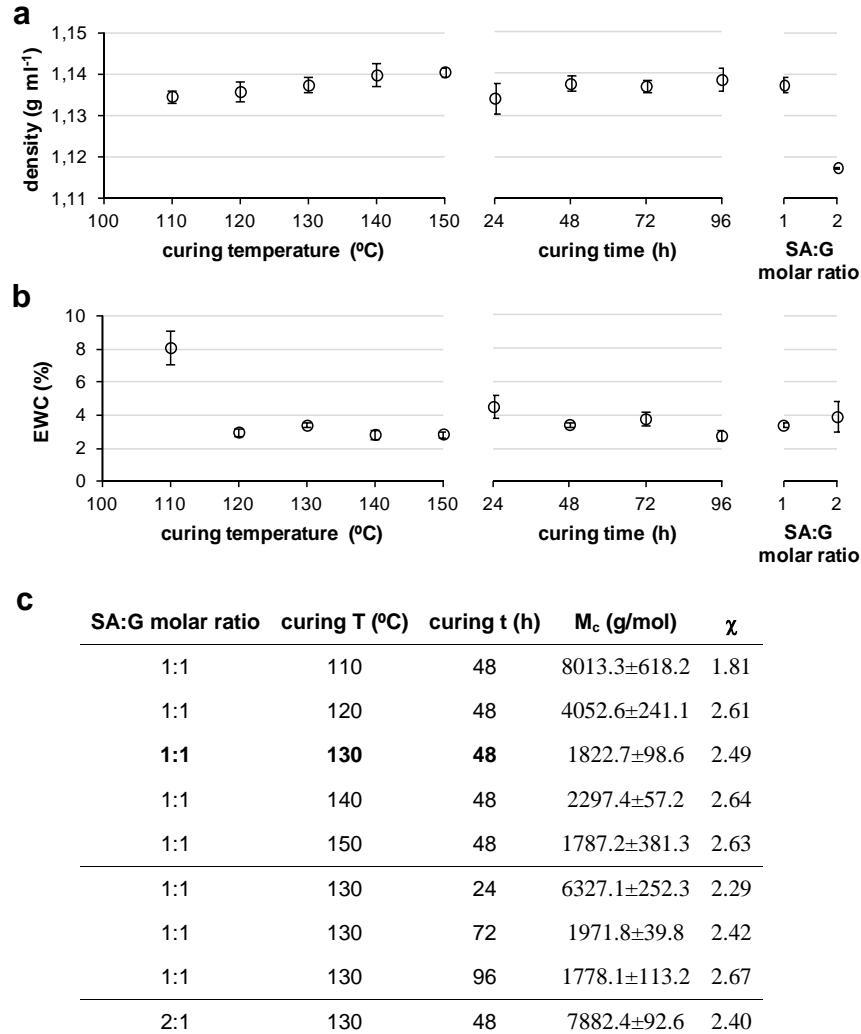 a
density (g ml-1)
1,15
1,14
1,13
1,12
1,11
100 110 120 130 140 150
24 48 72 96
1 2
curing temperature (ºC)
curing time (h)
SA:G
molar ratio
b
EWC (%)
10
8
6
4
2
0
100 110 120 130 140 150
24 48 72 96
1 2
curing temperature (ºC)
curing time (h)
SA:G
molar ratio
c
SA:G molar ratio curing T (ºC) curing t (h) Mc (g/mol) χ
1:1 110 48 8013.3±618.2 1.81
1:1 120 48 4052.6±241.1 2.61
1:1 130 48 1822.7±98.6 2.49
1:1 140 48 2297.4±57.2 2.64
1:1 150 48 1787.2±381.3 2.63
1:1 130 24 6327.1±252.3 2.29
1:1 130 72 1971.8±39.8 2.42
1:1 130 96 1778.1±113.2 2.67
2:1 130 48 7882.4±92.6 2.40